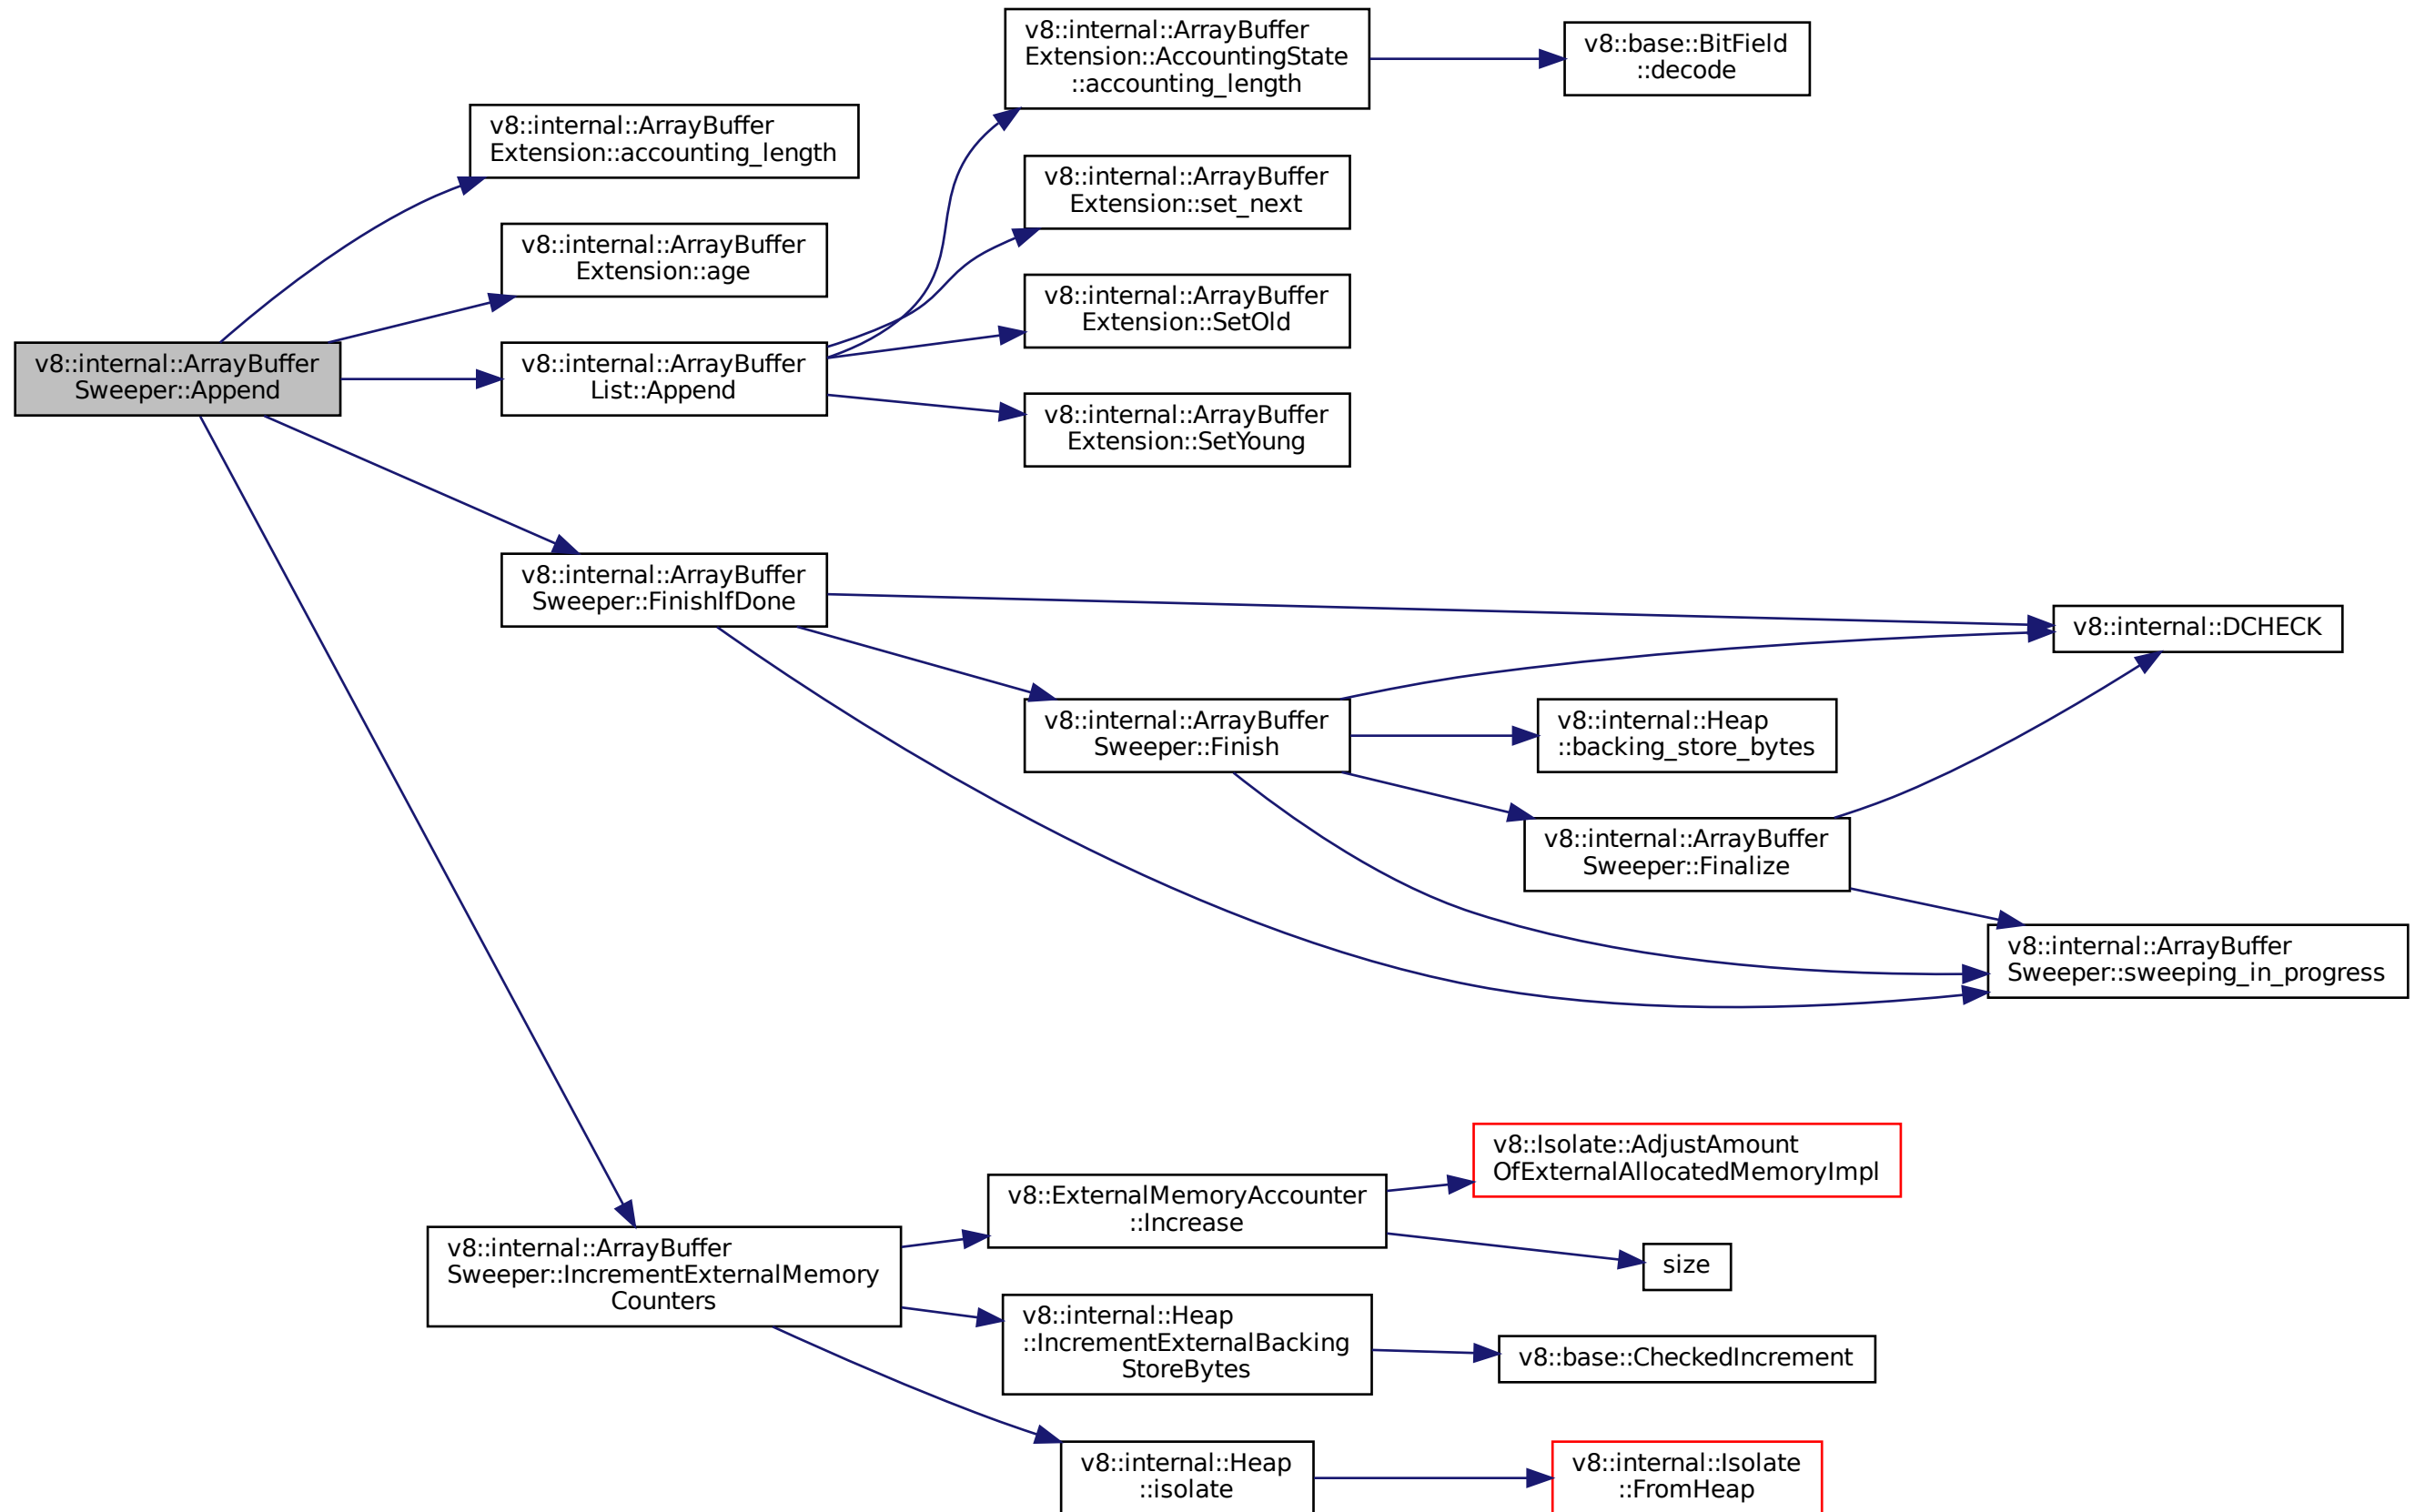 v8::internal::ArrayBuffer
Extension::AccountingState
::accounting_length
v8::base::BitField
::decode
v8::internal::ArrayBuffer
Extension::accounting_length
v8::internal::ArrayBuffer
Extension::set_next
v8::internal::ArrayBuffer
Extension::age
v8::internal::ArrayBuffer
Extension::SetOld
v8::internal::ArrayBuffer
Sweeper::Append
v8::internal::ArrayBuffer
List::Append
v8::internal::ArrayBuffer
Extension::SetYoung
v8::internal::ArrayBuffer
Sweeper::FinishIfDone
v8::internal::DCHECK
v8::internal::ArrayBuffer
Sweeper::Finish
v8::internal::Heap
::backing_store_bytes
v8::internal::ArrayBuffer
Sweeper::Finalize
v8::internal::ArrayBuffer
Sweeper::sweeping_in_progress
v8::Isolate::AdjustAmount
OfExternalAllocatedMemoryImpl
v8::ExternalMemoryAccounter
::Increase
size
v8::internal::ArrayBuffer
Sweeper::IncrementExternalMemory
Counters
v8::internal::Heap
::IncrementExternalBacking
StoreBytes
v8::base::CheckedIncrement
v8::internal::Heap
::isolate
v8::internal::Isolate
::FromHeap